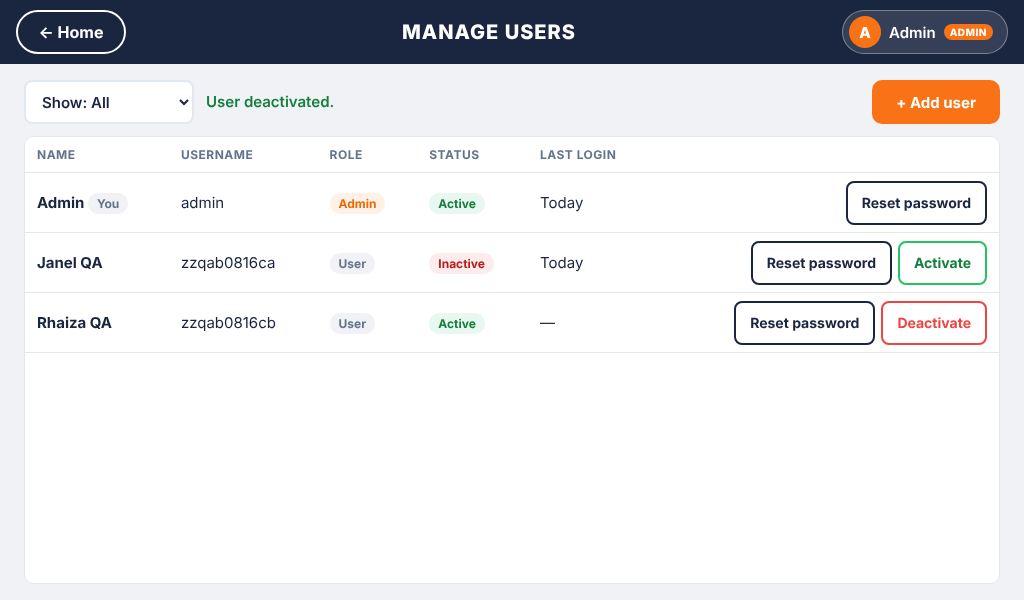 ← Home
MANAGE USERS
A Admin ADMIN
Show: All
User deactivated.
+ Add user
NAME USERNAME ROLE STATUS LAST LOGIN
Admin You admin Admin Active Today Reset password
Janel QA zzqab0816ca User Inactive Today Reset password Activate
Rhaiza QA zzqab0816cb User Active — Reset password Deactivate